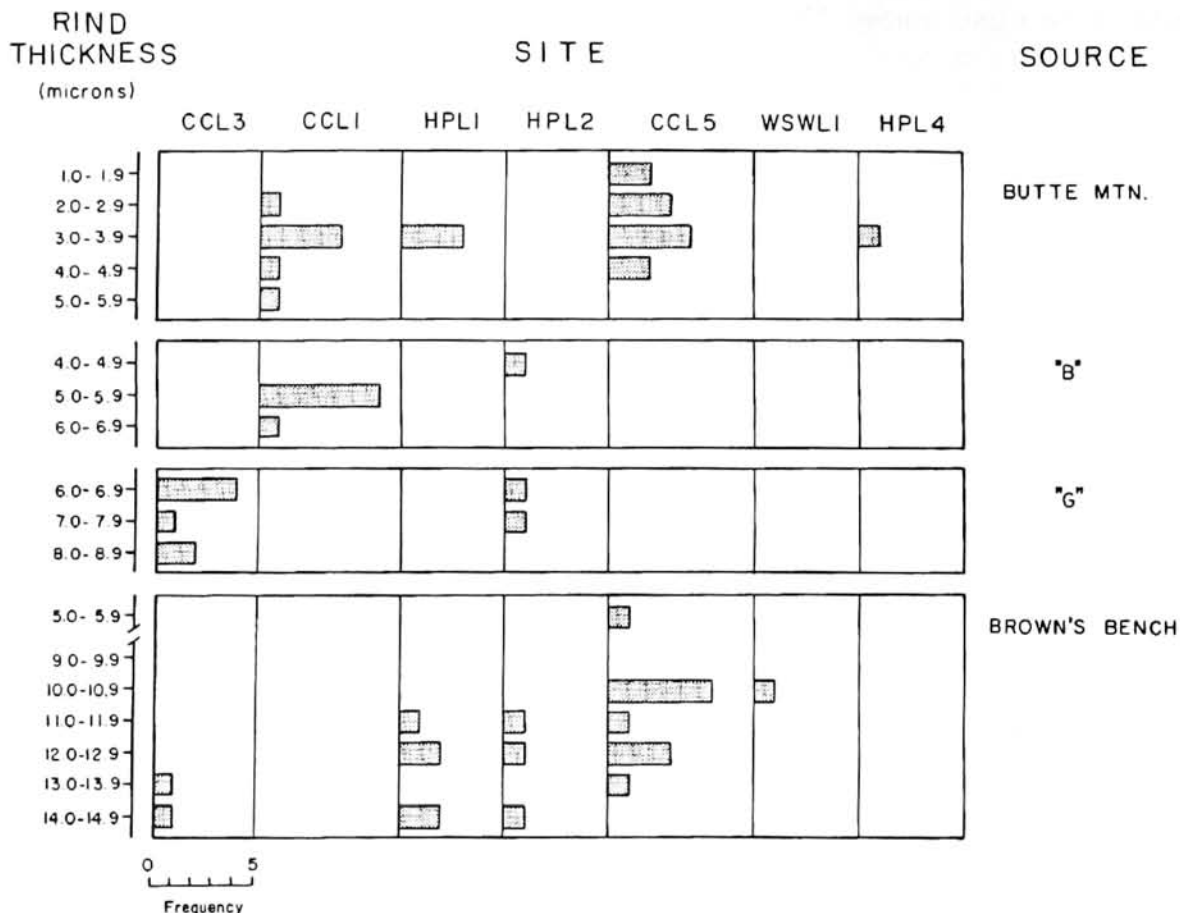 RIND
THICKNESS
(microns)
SITE
SOURCE
CCL3 CCL1 HPL1 HPL2 CCL5 WSWL1 HPL4
1.0-1.9
2.0-2.9
3.0-3.9
4.0-4.9
5.0-5.9
BUTTE MTN.
4.0-4.9
5.0-5.9
6.0-6.9
"B"
6.0-6.9
7.0-7.9
8.0-8.9
"G"
5.0-5.9
9.0-9.9
10.0-10.9
11.0-11.9
12.0-12.9
13.0-13.9
14.0-14.9
BROWN'S BENCH
0 5
Frequency